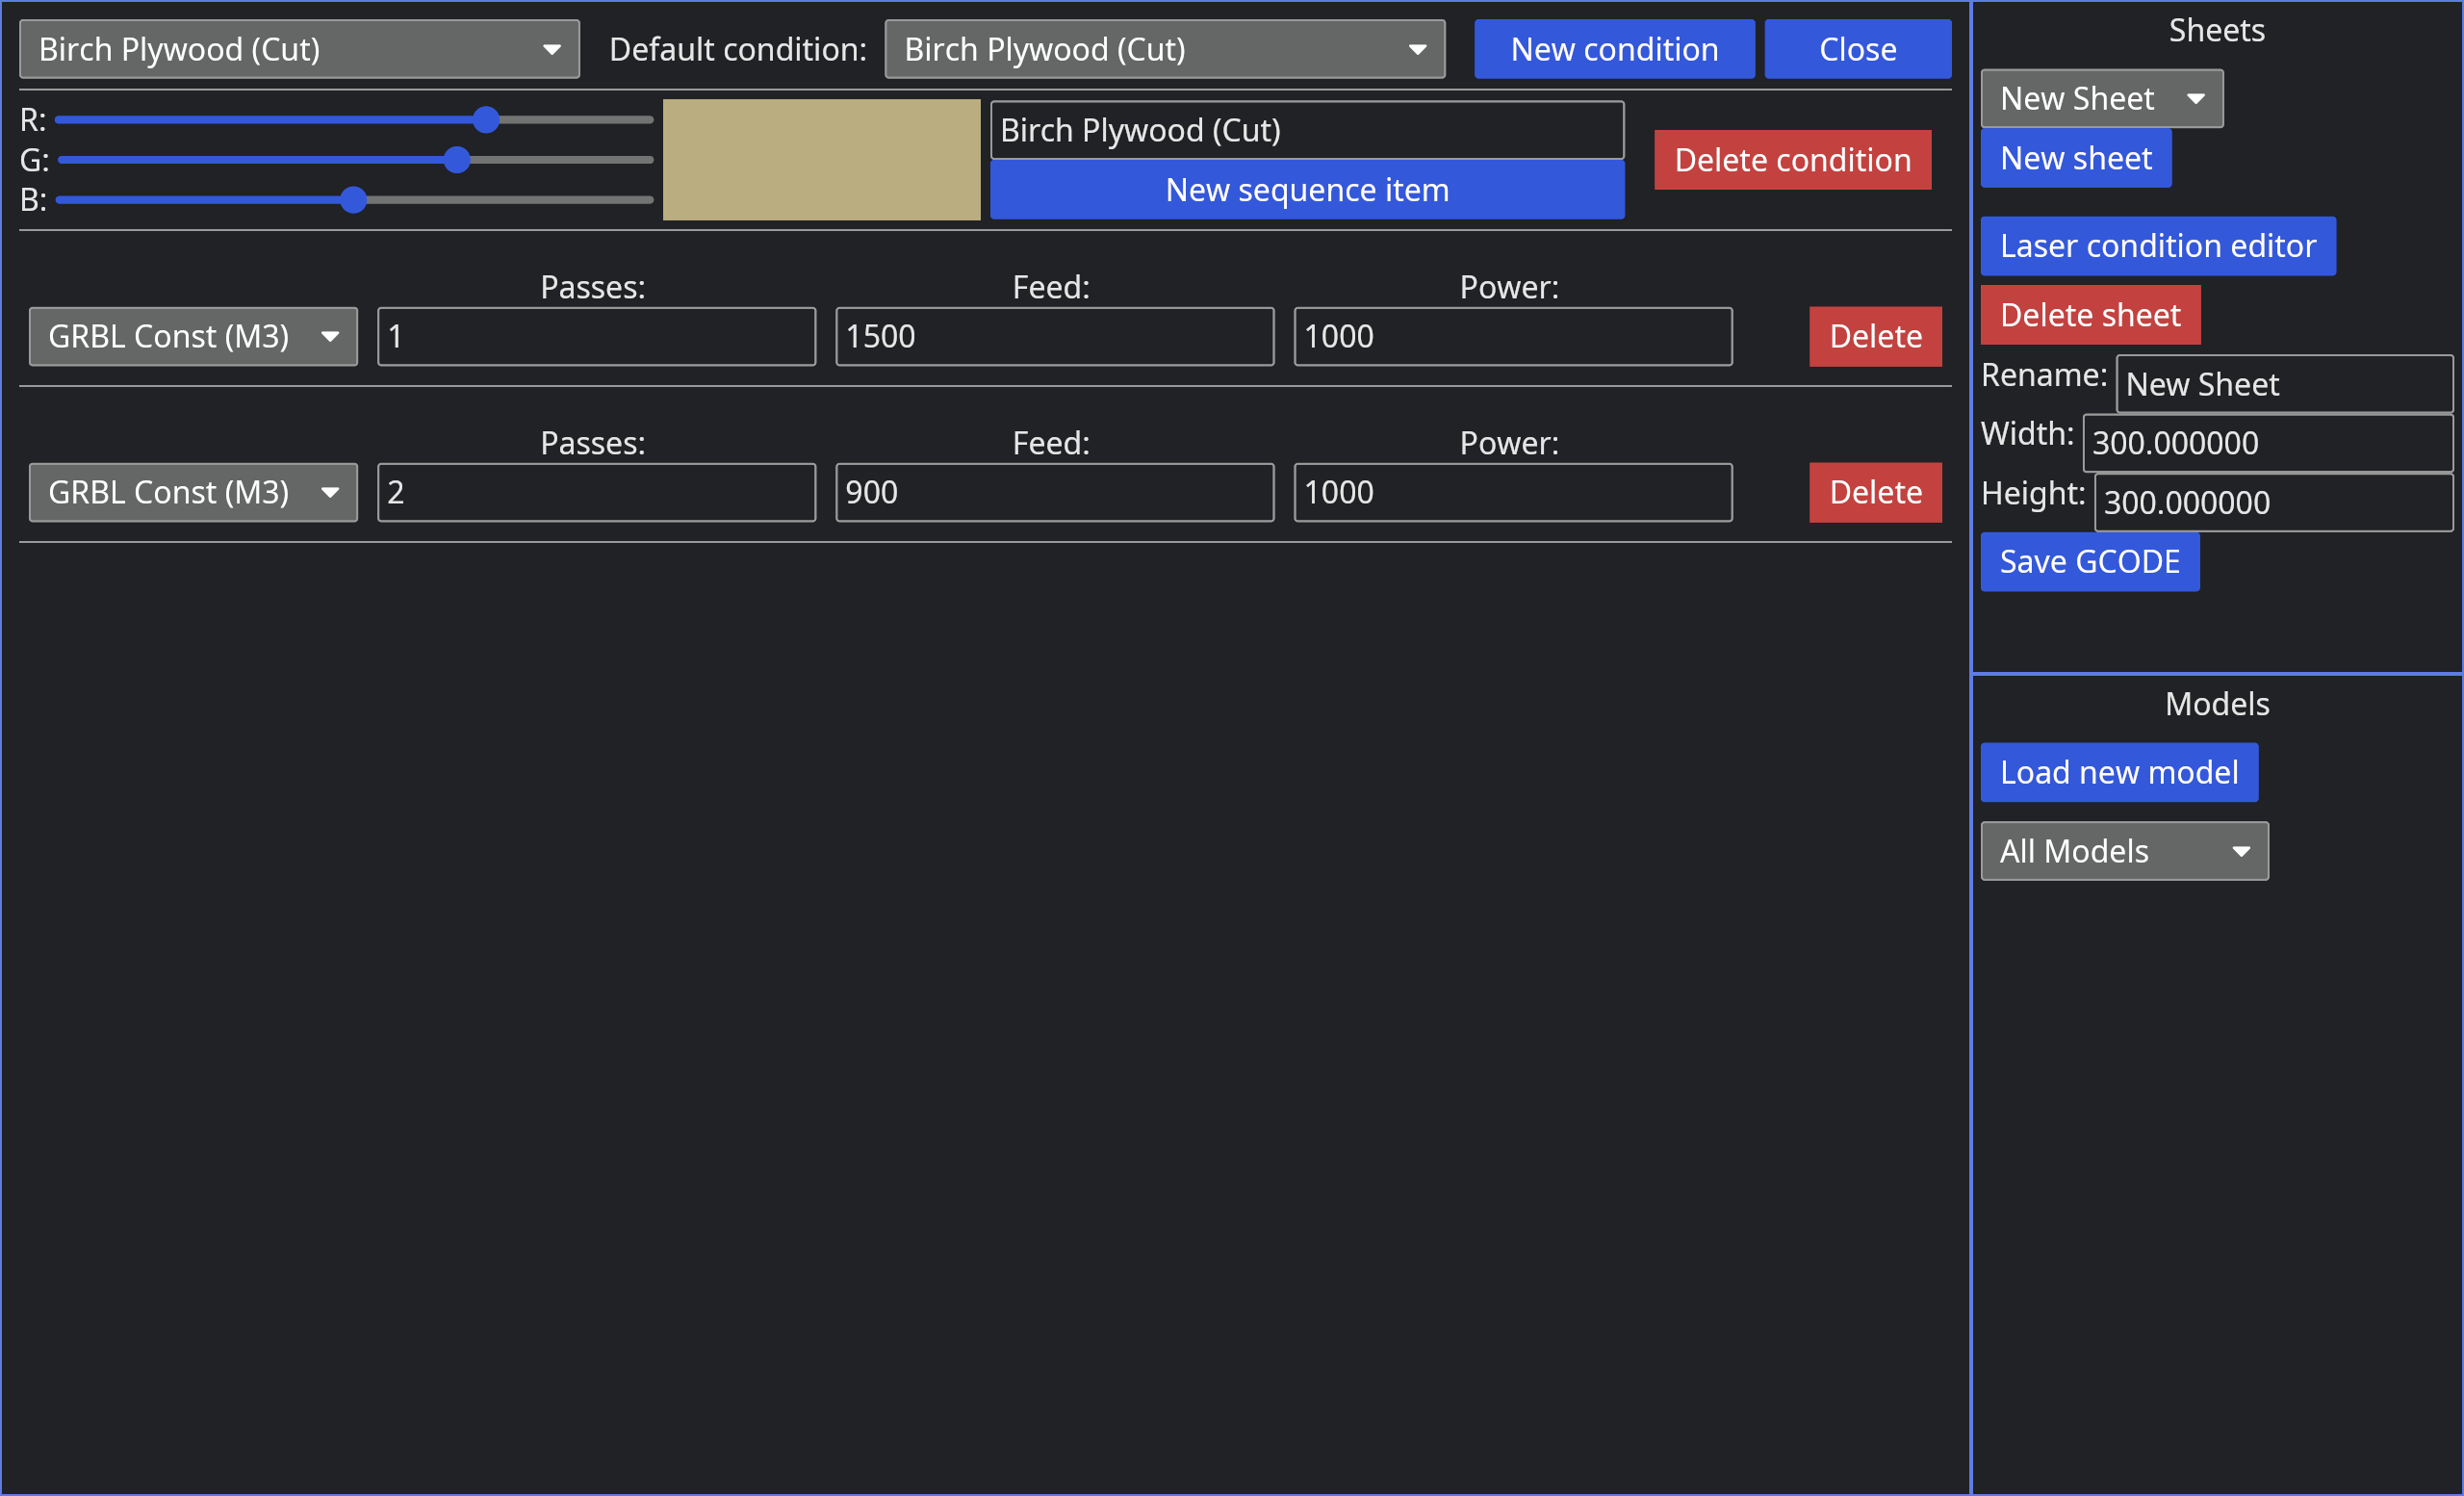 Birch Plywood (Cut) Default condition: Birch Plywood (Cut) New condition Close
R:
G:
B:
Birch Plywood (Cut)
New sequence item
Delete condition
Passes: Feed: Power:
GRBL Const (M3) 1 1500 1000 Delete
Passes: Feed: Power:
GRBL Const (M3) 2 900 1000 Delete
Sheets
New Sheet
New sheet
Laser condition editor
Delete sheet
Rename: New Sheet
Width: 300.000000
Height: 300.000000
Save GCODE
Models
Load new model
All Models